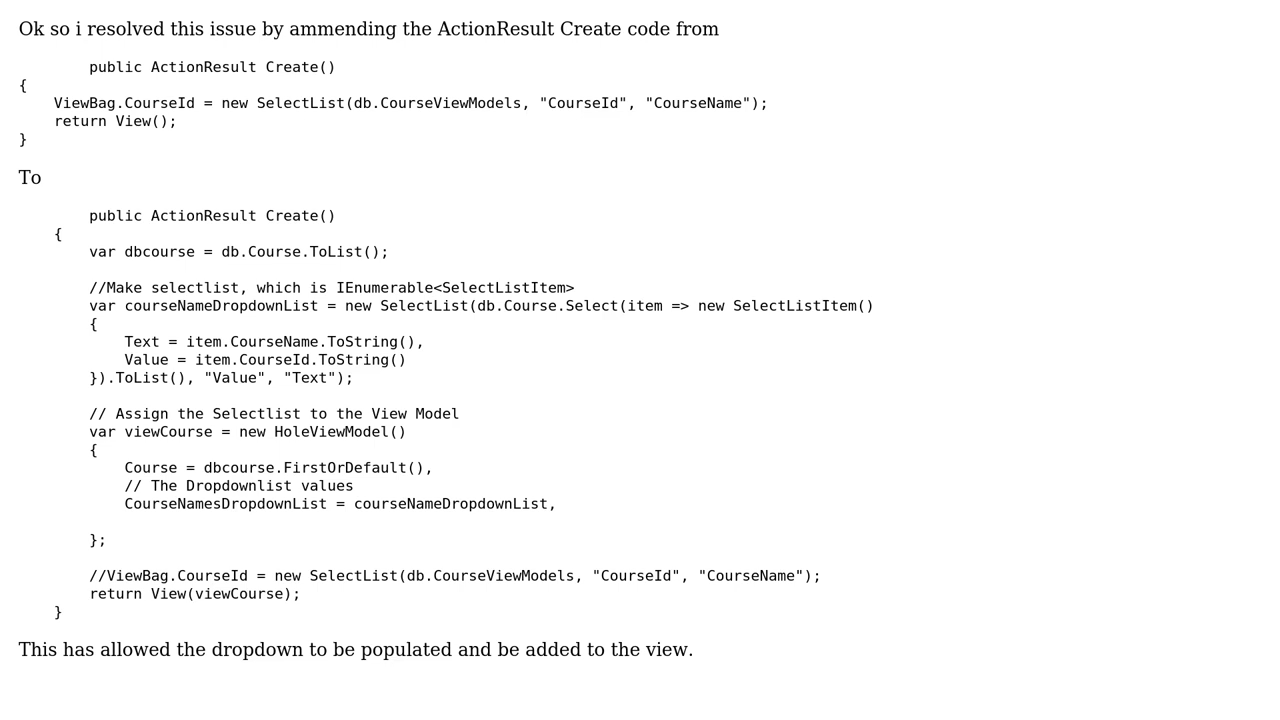 Ok so i resolved this issue by ammending the ActionResult Create code from
        public ActionResult Create()
{
    ViewBag.CourseId = new SelectList(db.CourseViewModels, "CourseId", "CourseName");
    return View();
}
To
        public ActionResult Create()
    {
        var dbcourse = db.Course.ToList();

        //Make selectlist, which is IEnumerable<SelectListItem>
        var courseNameDropdownList = new SelectList(db.Course.Select(item => new SelectListItem()
        {
            Text = item.CourseName.ToString(),
            Value = item.CourseId.ToString()
        }).ToList(), "Value", "Text");

        // Assign the Selectlist to the View Model
        var viewCourse = new HoleViewModel()
        {
            Course = dbcourse.FirstOrDefault(),
            // The Dropdownlist values
            CourseNamesDropdownList = courseNameDropdownList,

        };

        //ViewBag.CourseId = new SelectList(db.CourseViewModels, "CourseId", "CourseName");
        return View(viewCourse);
    }
This has allowed the dropdown to be populated and be added to the view.